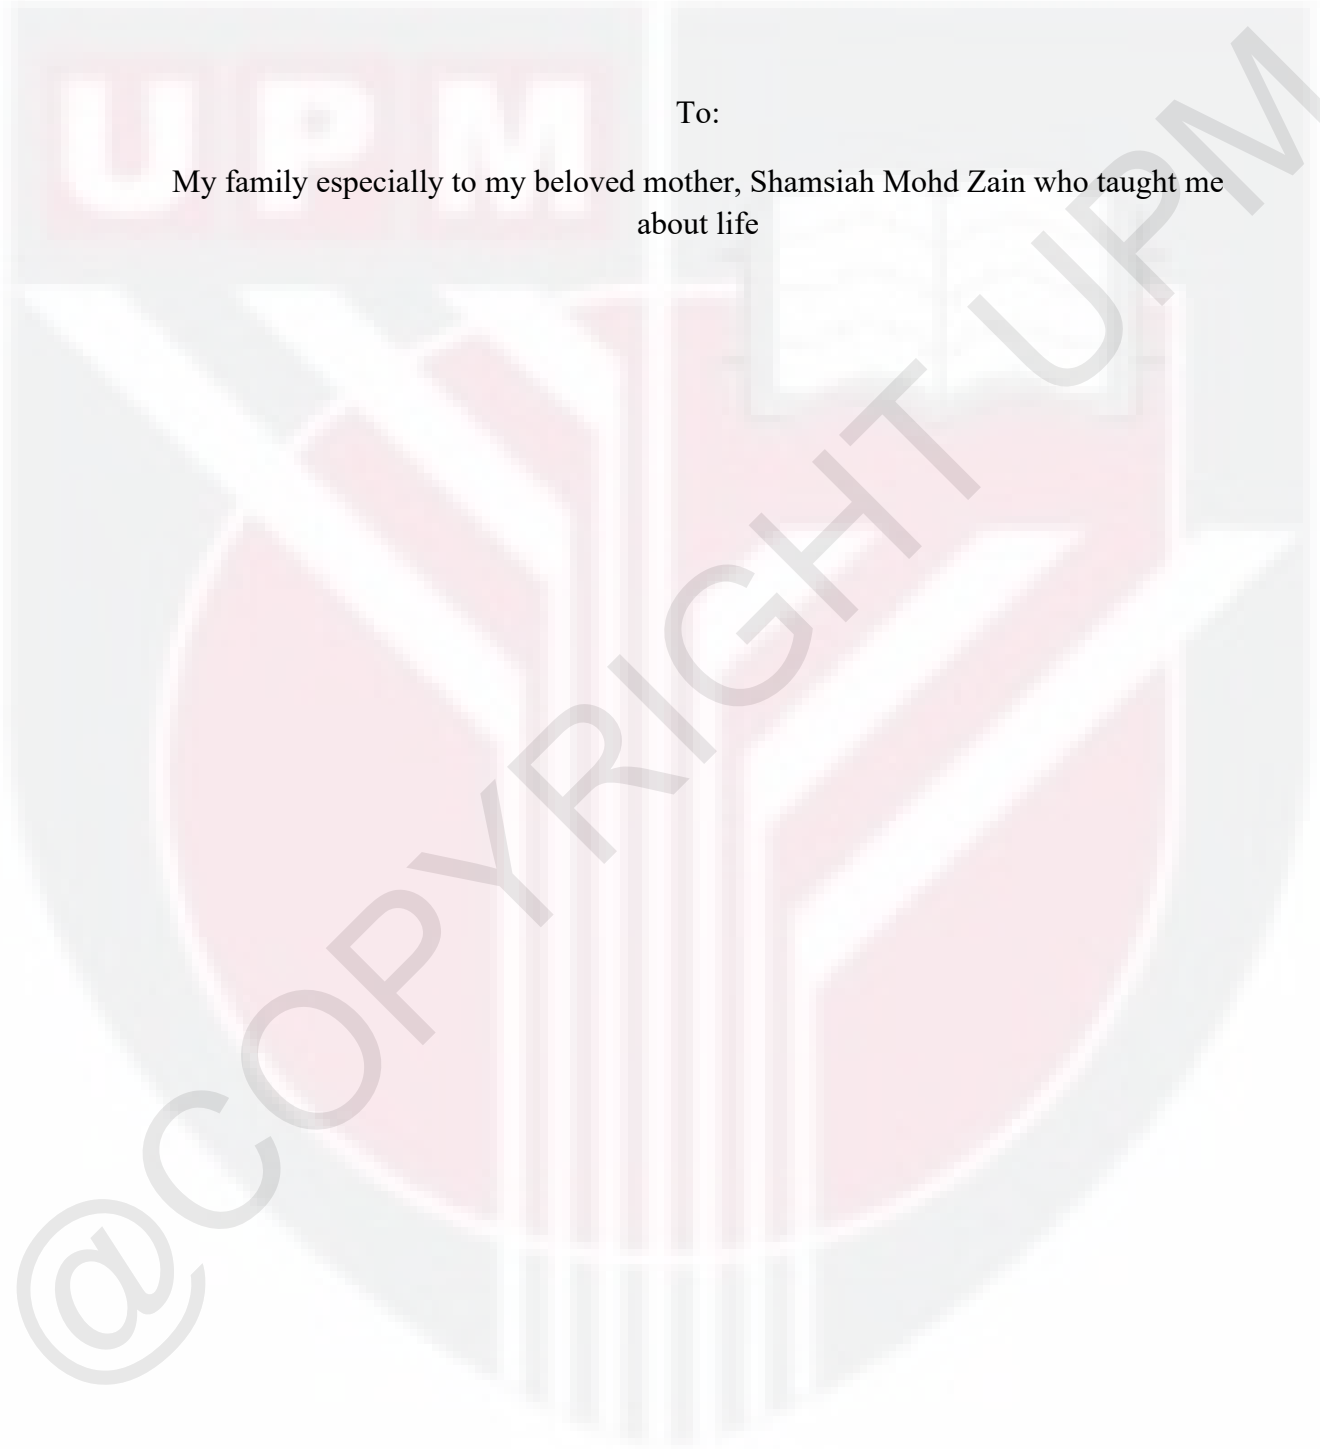 UPM
To:
My family especially to my beloved mother, Shamsiah Mohd Zain who taught me
about life
@COPYRIGHT UPM